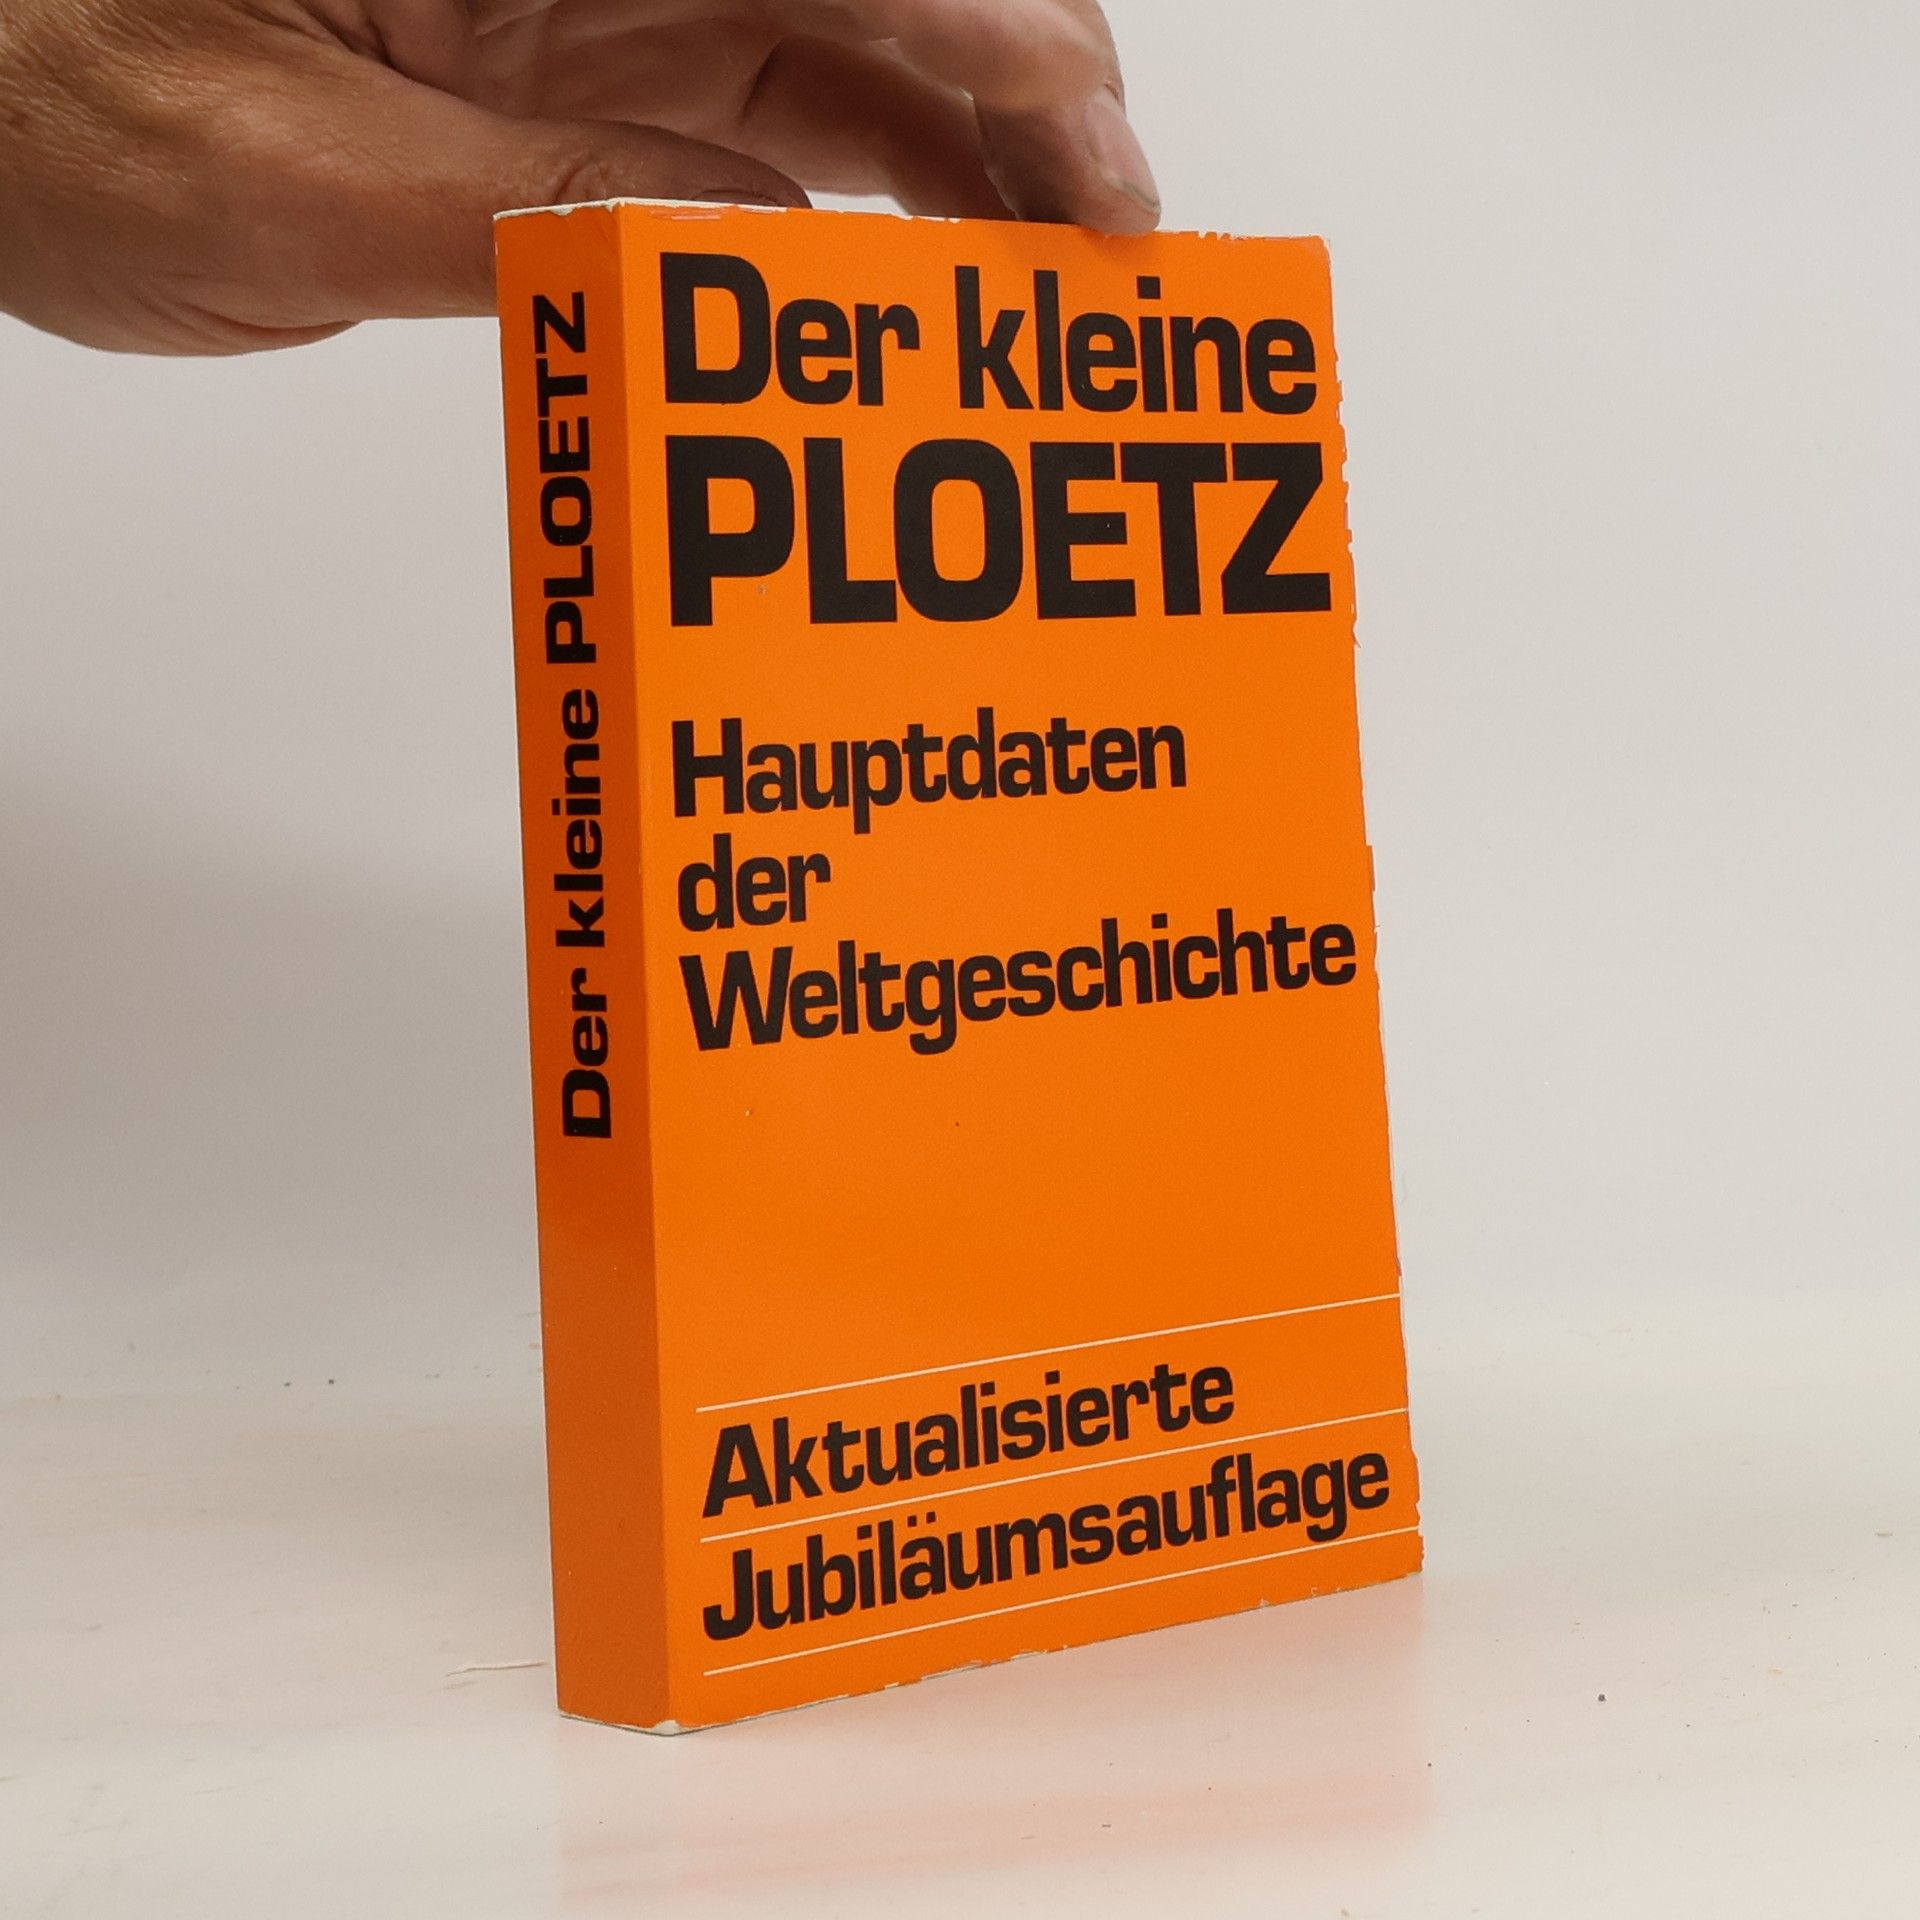 Der kleine PLOETZ
Der kleine
PLOETZ
Hauptdaten
der
Weltgeschichte
Aktualisierte
Jubiläumsauflage